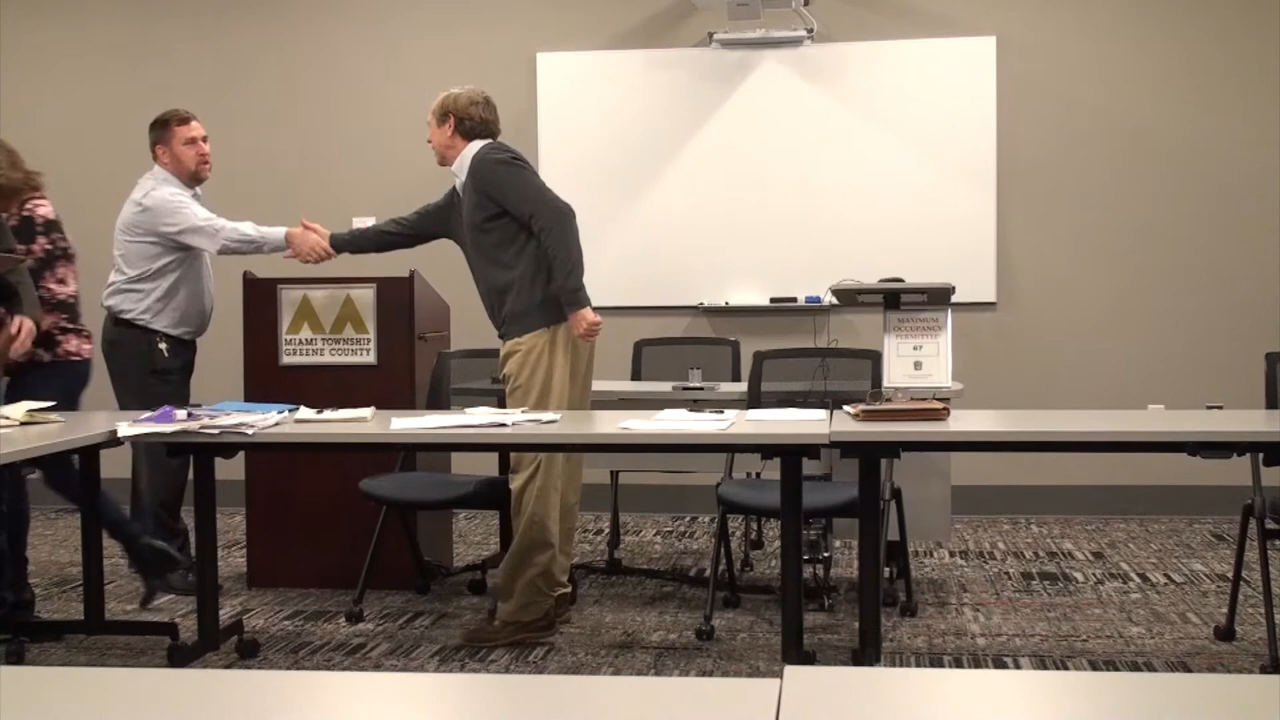 MIAMI TOWNSHIP
GREENE COUNTY
MAXIMUM
OCCUPANCY
PERMITTED
67